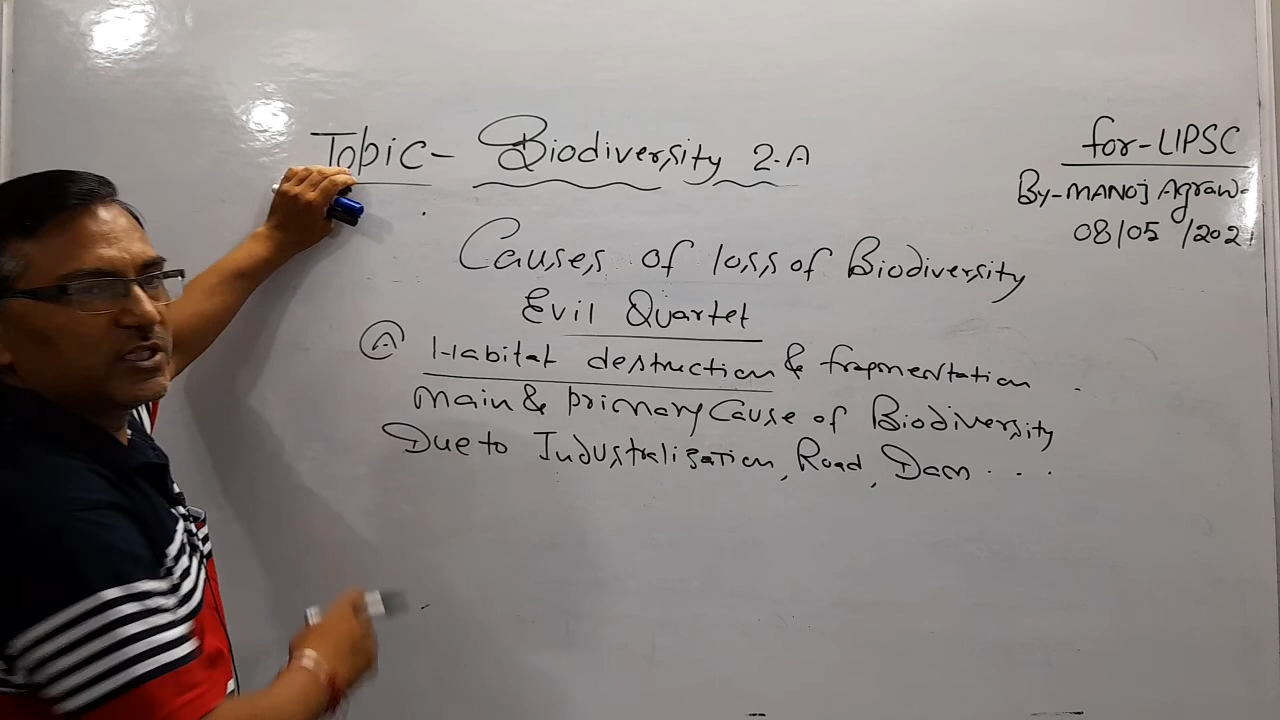 Topic- Biodiversity 2.A
for-UPSC
By-MANOJ Agraw
08/05/202
Causes of loss of Biodiversity
Evil Quartet
A Habitat destruction & fragmentation
main & primary Cause of Biodiversity
Due to Industralization, Road, Dam ...